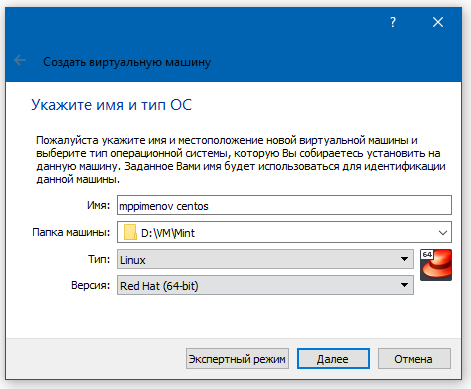 ?
Создать виртуальную машину
Укажите имя и тип ОС
Пожалуйста укажите имя и местоположение новой виртуальной машины и
выберите тип операционной системы, которую Вы собираетесь установить на
данную машину. Заданное Вами имя будет использоваться для идентификации
данной машины.
Имя: mppimenov centos
Папка машины: D:\VM\Mint
Тип: Linux
64
Версия: Red Hat (64-bit)
Экспертный режим Далее Отмена